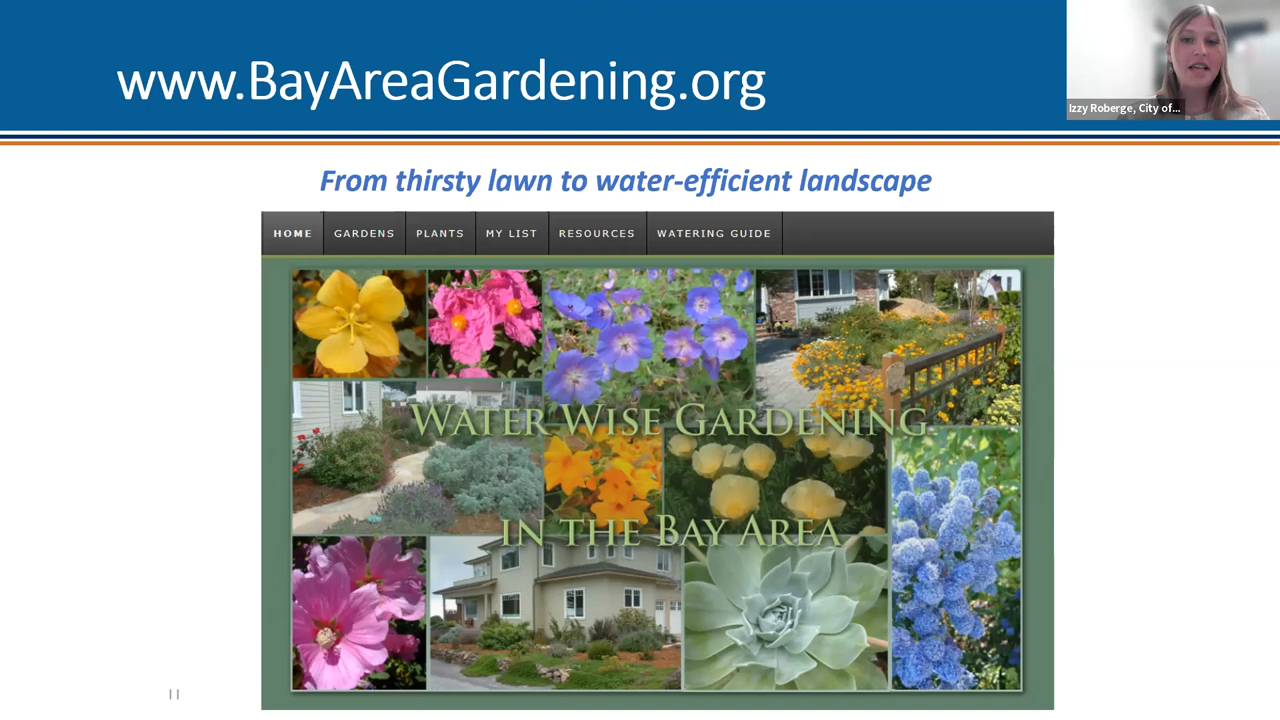 www.BayAreaGardening.org
Izzy Roberge, City of...
From thirsty lawn to water-efficient landscape
HOME GARDENS PLANTS MY LIST RESOURCES WATERING GUIDE
WATER WISE GARDENING
IN THE BAY AREA
11